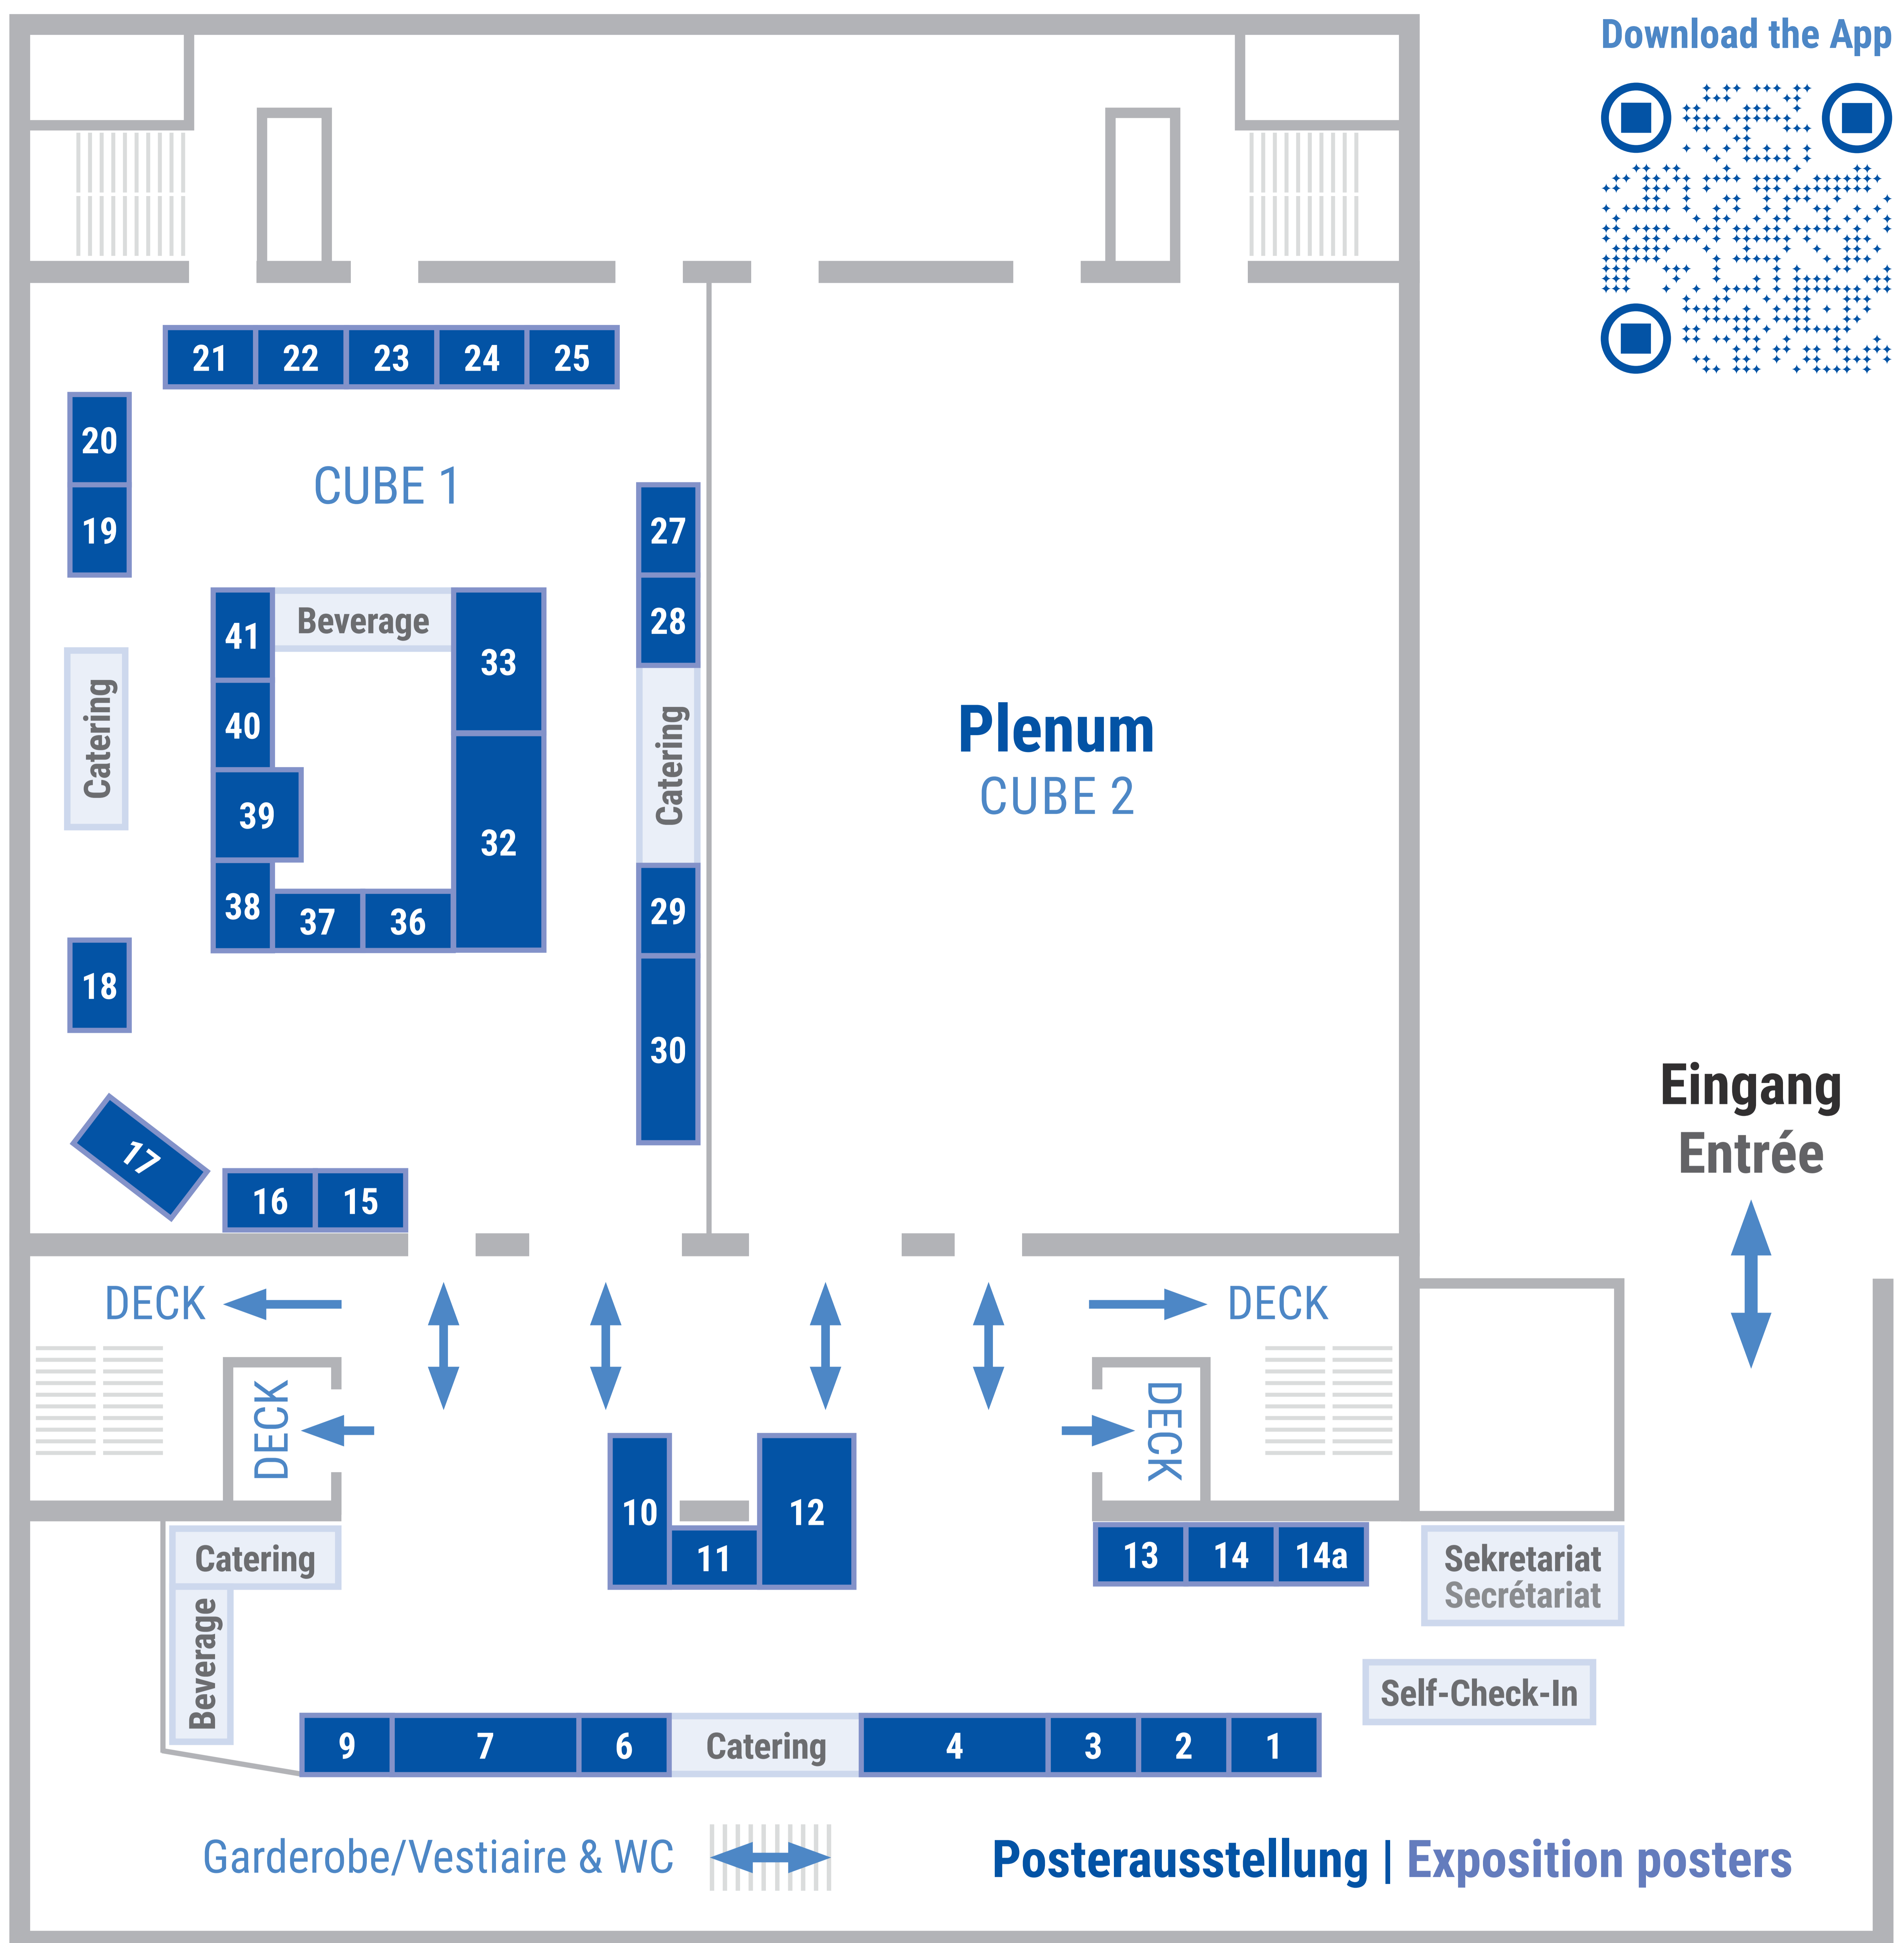 Download the App
21 22 23 24 25
20
19
CUBE 1
27
28
41
Beverage
33
40
Catering
Catering
39
32
38
37
36
29
18
30
Plenum
CUBE 2
Eingang
Entrée
17
16
15
DECK
DECK
DECK
DECK
10
11
12
13
14
14a
Catering
Sekretariat
Secrétariat
Beverage
Self-Check-In
9
7
6
Catering
4
3
2
1
Garderobe/Vestiaire & WC
Posterausstellung | Exposition posters